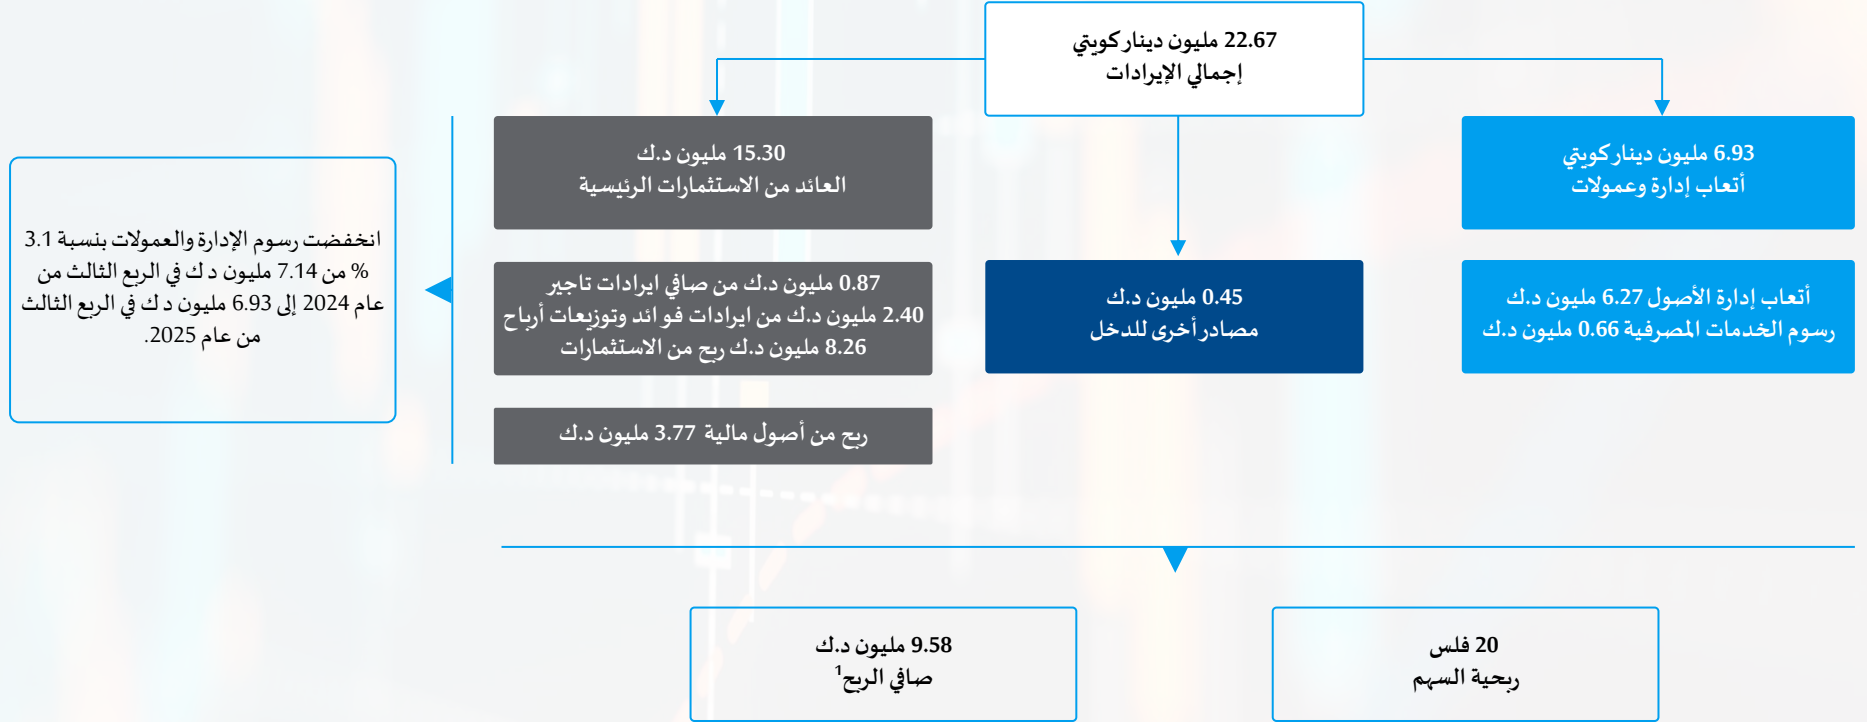 22.67 مليون دينار كويتي
إجمالي الإيرادات
6.93 مليون دينار كويتي
أتعاب إدارة وعمولات
أتعاب إدارة الأصول 6.27 مليون د.ك
رسوم الخدمات المصرفية 0.66 مليون د.ك
0.45 مليون د.ك
مصادر أخرى للدخل
15.30 مليون د.ك
العائد من الاستثمارات الرئيسية
0.87 مليون د.ك من صافي ايرادات تاجير
2.40 مليون د.ك من ايرادات فوائد وتوزيعات أرباح
8.26 مليون د.ك ربح من الاستثمارات
ربح من أصول مالية 3.77 مليون د.ك
انخفضت رسوم الإدارة والعمولات بنسبة 3.1
% من 7.14 مليون د ك في الربع الثالث من
عام 2024 إلى 6.93 مليون د ك في الربع الثالث
من عام 2025.
20 فلس
ربحية السهم
9.58 مليون د.ك
صافي الربح1